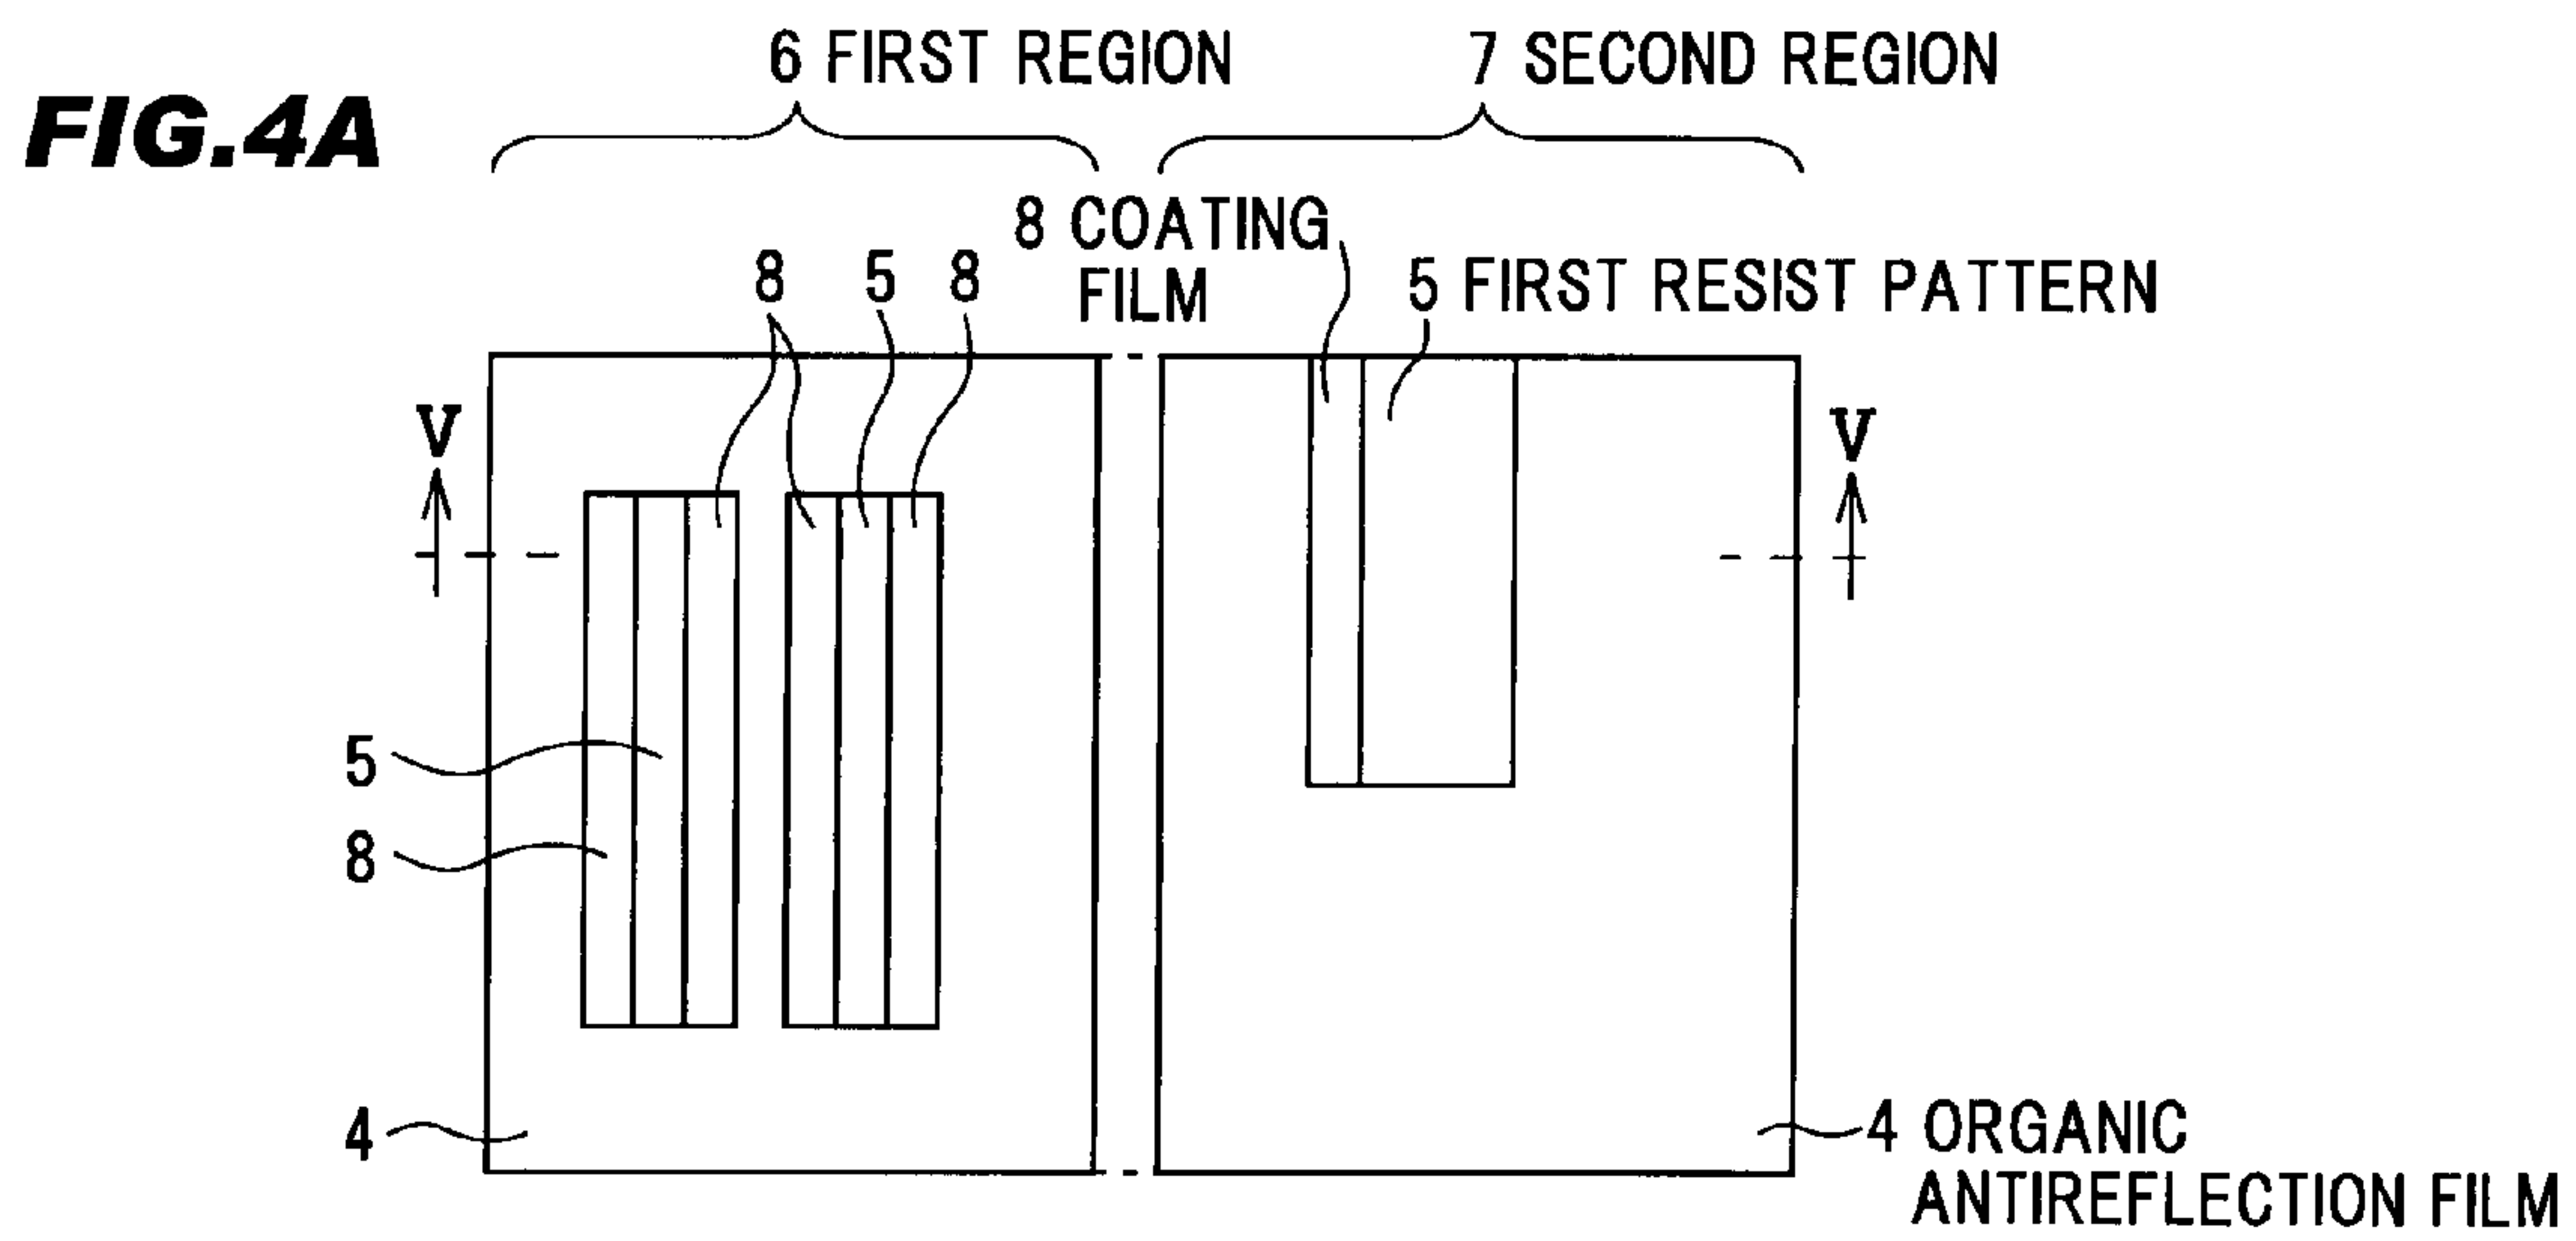 FIG.4A
6 FIRST REGION
7 SECOND REGION
8 COATING
FILM
8
5
8
5 FIRST RESIST PATTERN
V
V
5
8
4
4 ORGANIC
ANTIREFLECTION FILM